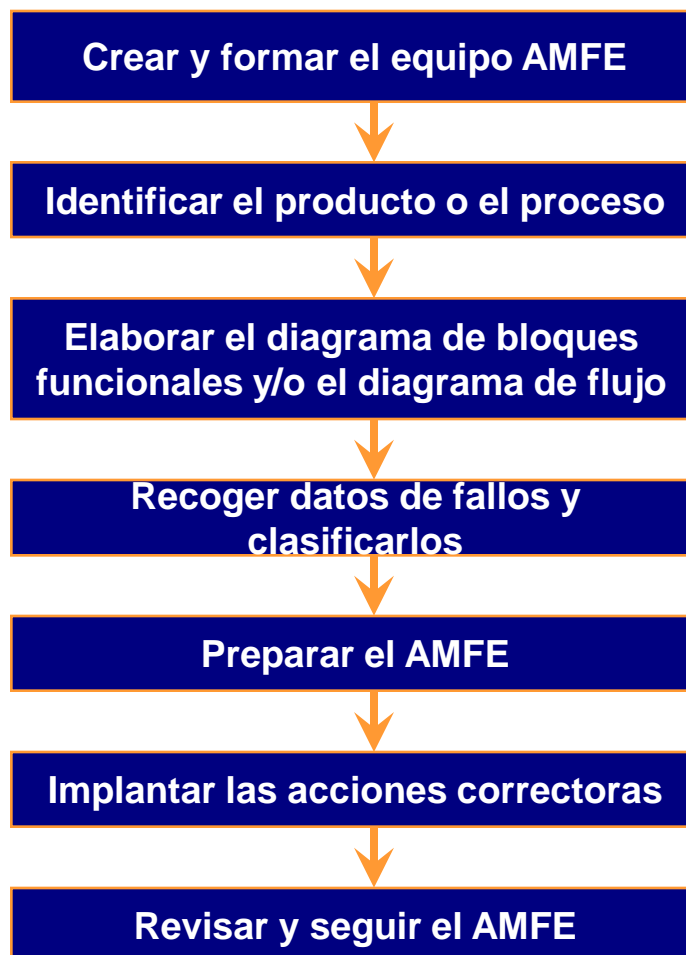 Crear y formar el equipo AMFE
Identificar el producto o el proceso
Elaborar el diagrama de bloques
funcionales y/o el diagrama de flujo
Recoger datos de fallos y
clasificarlos
Preparar el AMFE
Implantar las acciones correctoras
Revisar y seguir el AMFE